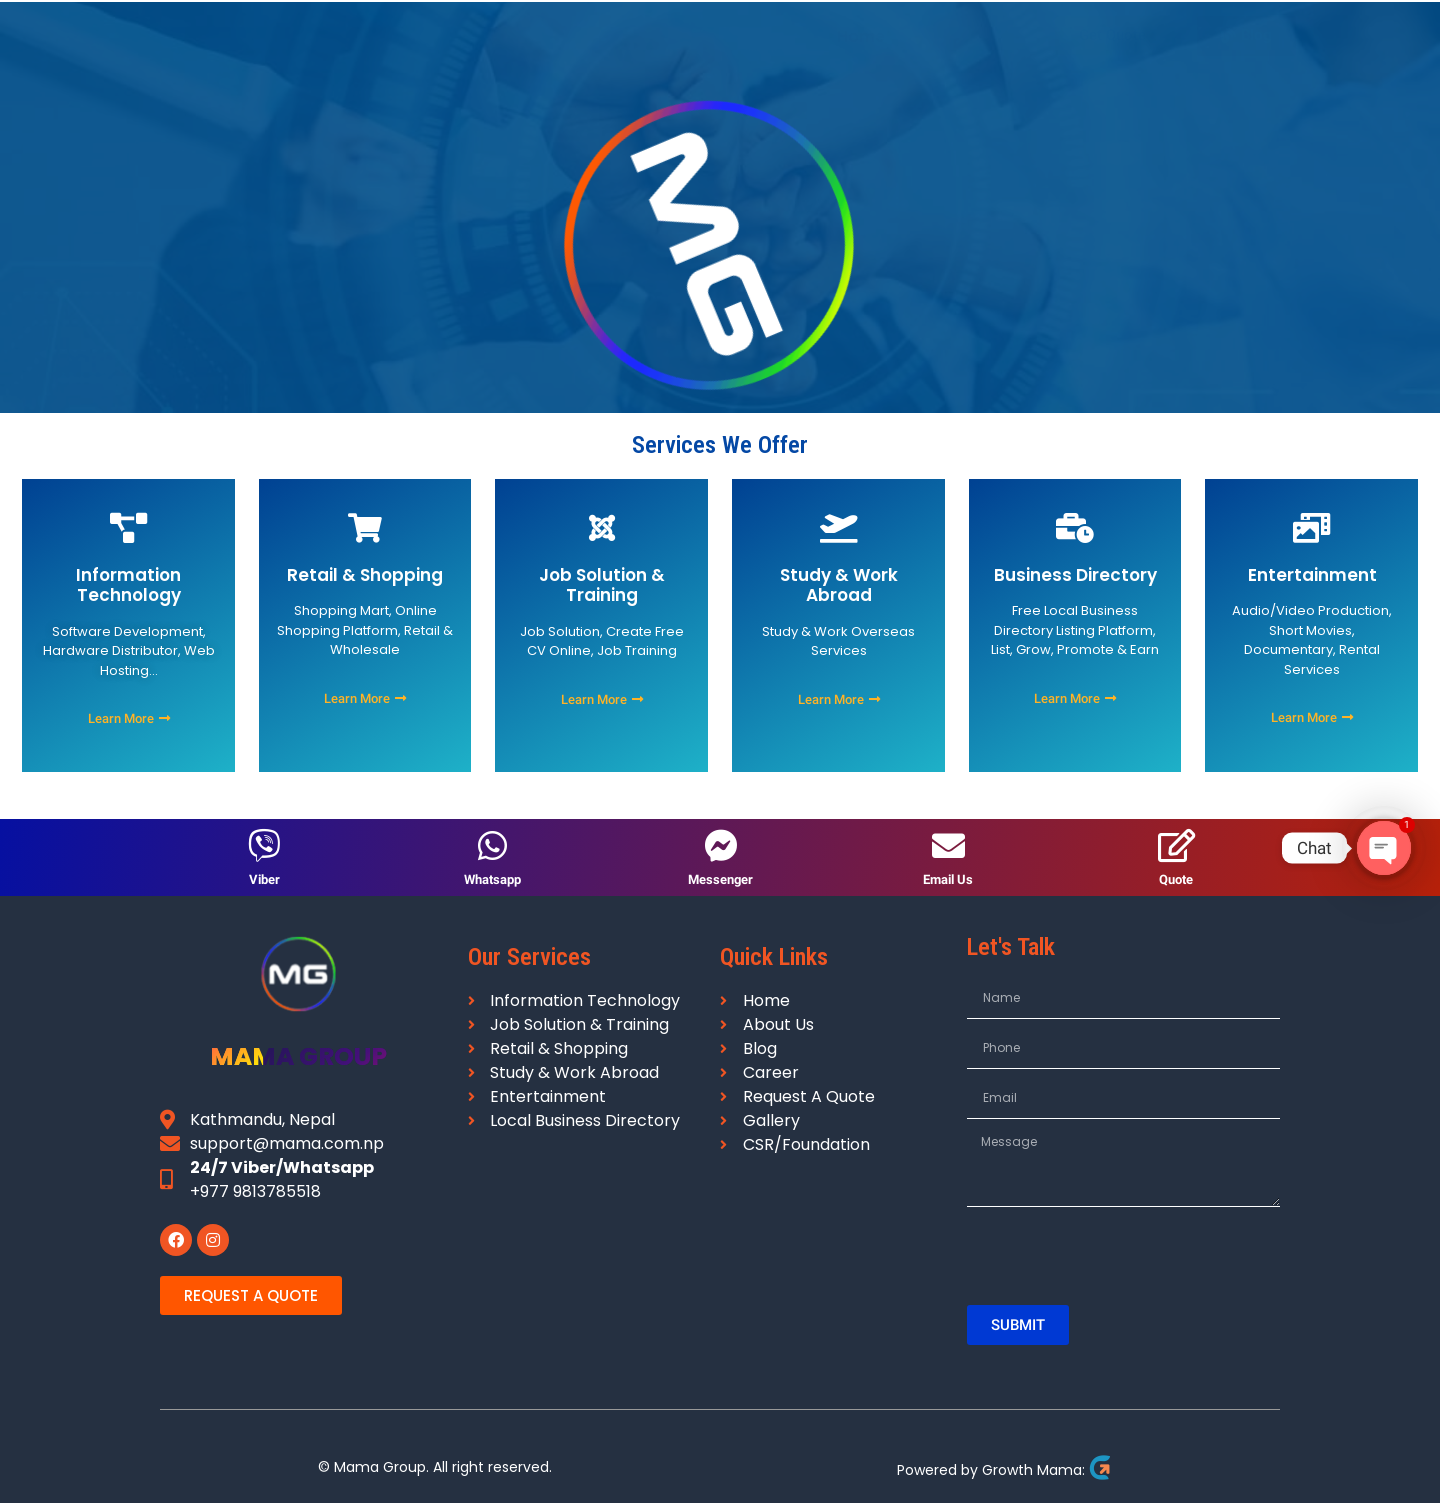 MG
Services We Offer
Information
Technology
Software Development,
Hardware Distributor, Web
Hosting...
Learn More
Retail & Shopping
Shopping Mart, Online
Shopping Platform, Retail &
Wholesale
Learn More
Job Solution &
Training
Job Solution, Create Free
CV Online, Job Training
Learn More
Study & Work
Abroad
Study & Work Overseas
Services
Learn More
Business Directory
Free Local Business
Directory Listing Platform,
List, Grow, Promote & Earn
Learn More
Entertainment
Audio/Video Production,
Short Movies,
Documentary, Rental
Services
Learn More
Viber
Whatsapp
Messenger
Email Us
Quote
Chat
1
MG
MAMA GROUP
Kathmandu, Nepal
support@mama.com.np
24/7 Viber/Whatsapp
+977 9813785518
REQUEST A QUOTE
Our Services
Information Technology
Job Solution & Training
Retail & Shopping
Study & Work Abroad
Entertainment
Local Business Directory
Quick Links
Home
About Us
Blog
Career
Request A Quote
Gallery
CSR/Foundation
Let's Talk
Name
Phone
Email
Message
SUBMIT
© Mama Group. All right reserved.
Powered by Growth Mama: